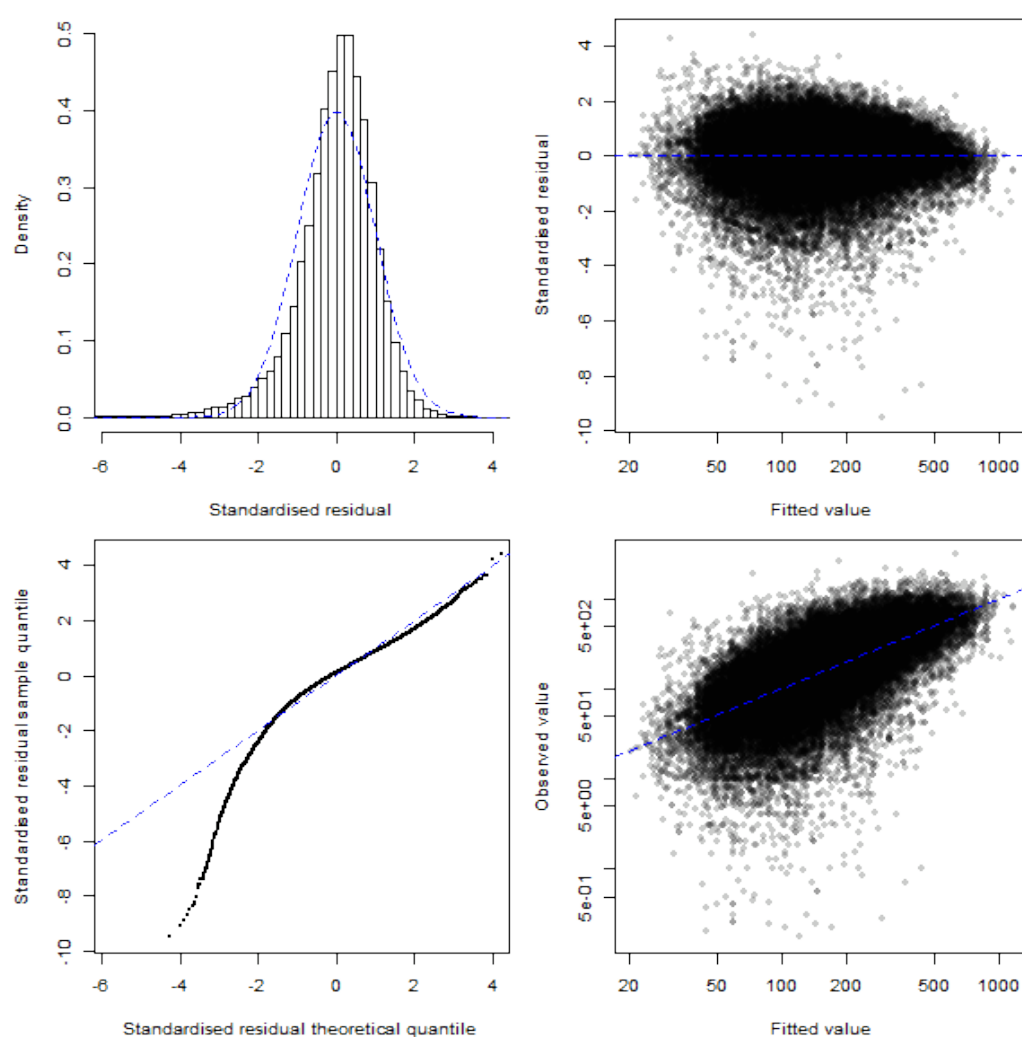 Density
0.5
0.4
0.3
0.2
0.1
0.0
-6 -4 -2 0 2 4
Standardised residual
Standardised residual
4
2
0
-2
-4
-6
-8
-10
20 50 100 200 500 1000
Fitted value
Standardised residual sample quantile
4
2
0
2
4
6
8
-10
-6 -4 -2 0 2 4
Standardised residual theoretical quantile
Observed value
5e+02
5e+01
5e+00
5e-01
20 50 100 200 500 1000
Fitted value